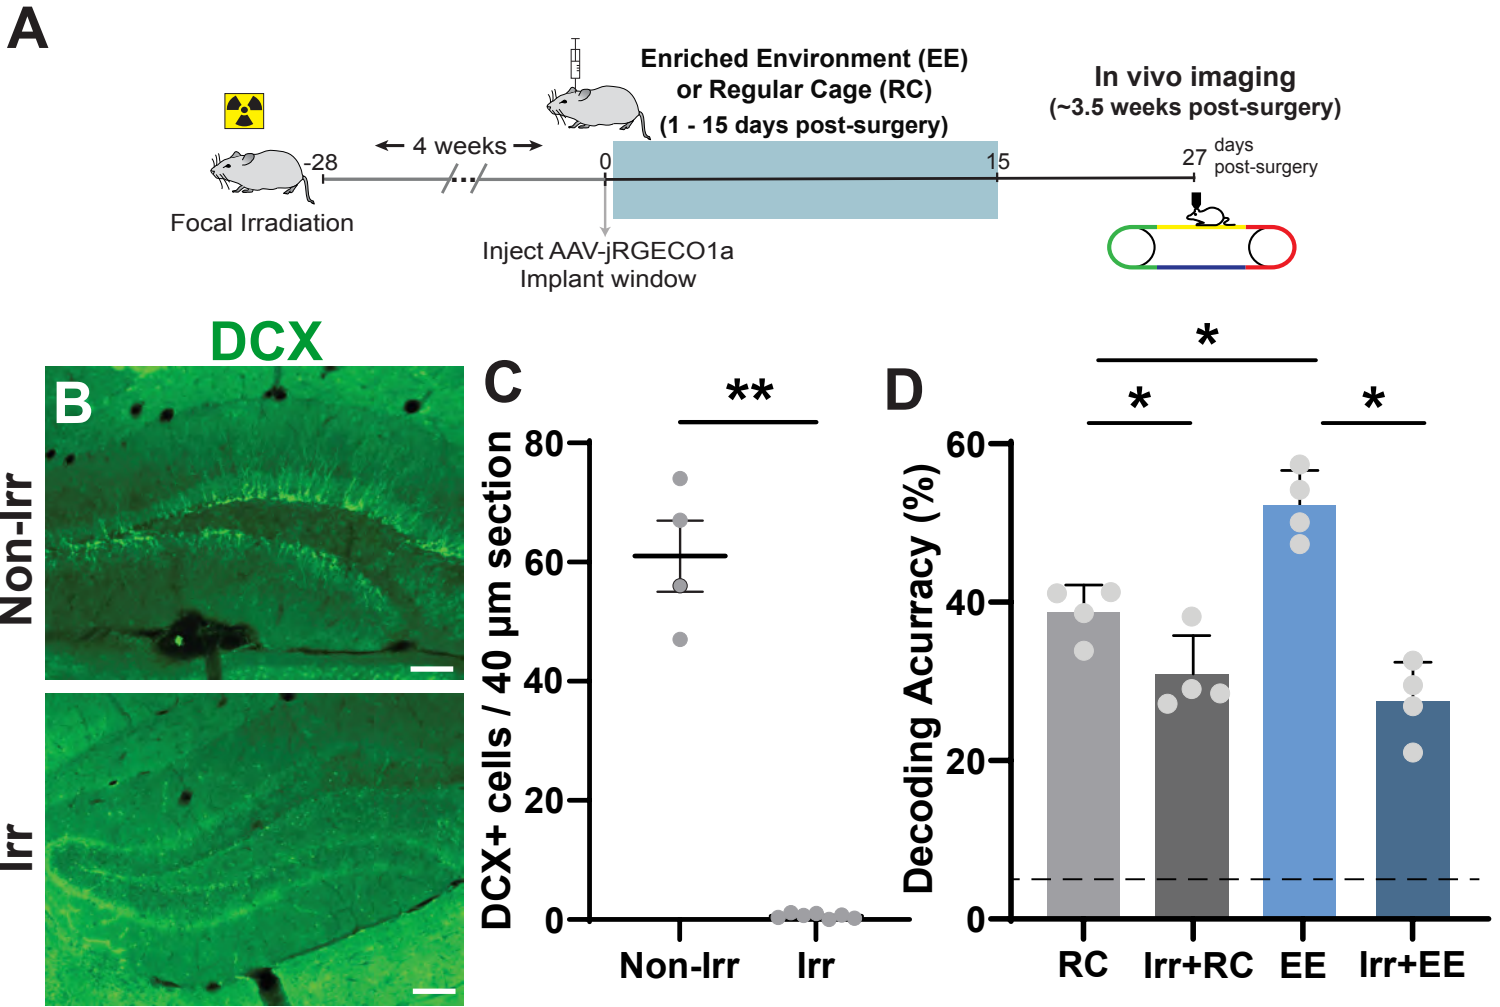 A
Enriched Environment (EE)
or Regular Cage (RC)
(1 - 15 days post-surgery)
In vivo imaging
(~3.5 weeks post-surgery)
-28
4 weeks
0
15
27
days
post-surgery
Focal Irradiation
Inject AAV-jRGECO1a
Implant window
DCX
B
Non-Irr
Irr
C
**
DCX+ cells / 40 µm section
80
60
40
20
0
Non-Irr
Irr
D
*
*
*
Decoding Acurracy (%)
60
40
20
0
RC
Irr+RC
EE
Irr+EE